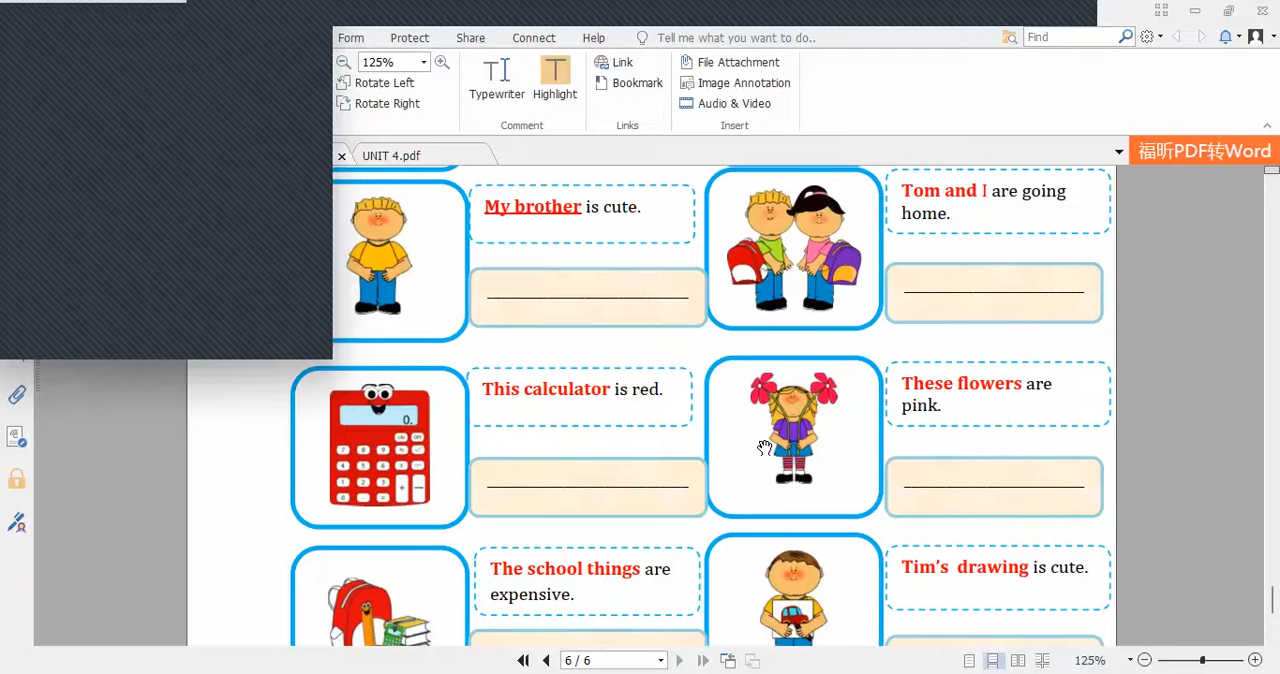 Form Protect Share Connect Help Tell me what you want to do.. Find
125%
Rotate Left
Rotate Right
Typewriter Highlight
Comment
Link
Bookmark
Links
File Attachment
Image Annotation
Audio & Video
Insert
UNIT 4.pdf
福昕PDF转Word
My brother is cute.
Tom and I are going
home.
This calculator is red.
These flowers are
pink.
The school things are
expensive.
Tim's drawing is cute.
6 / 6
125%